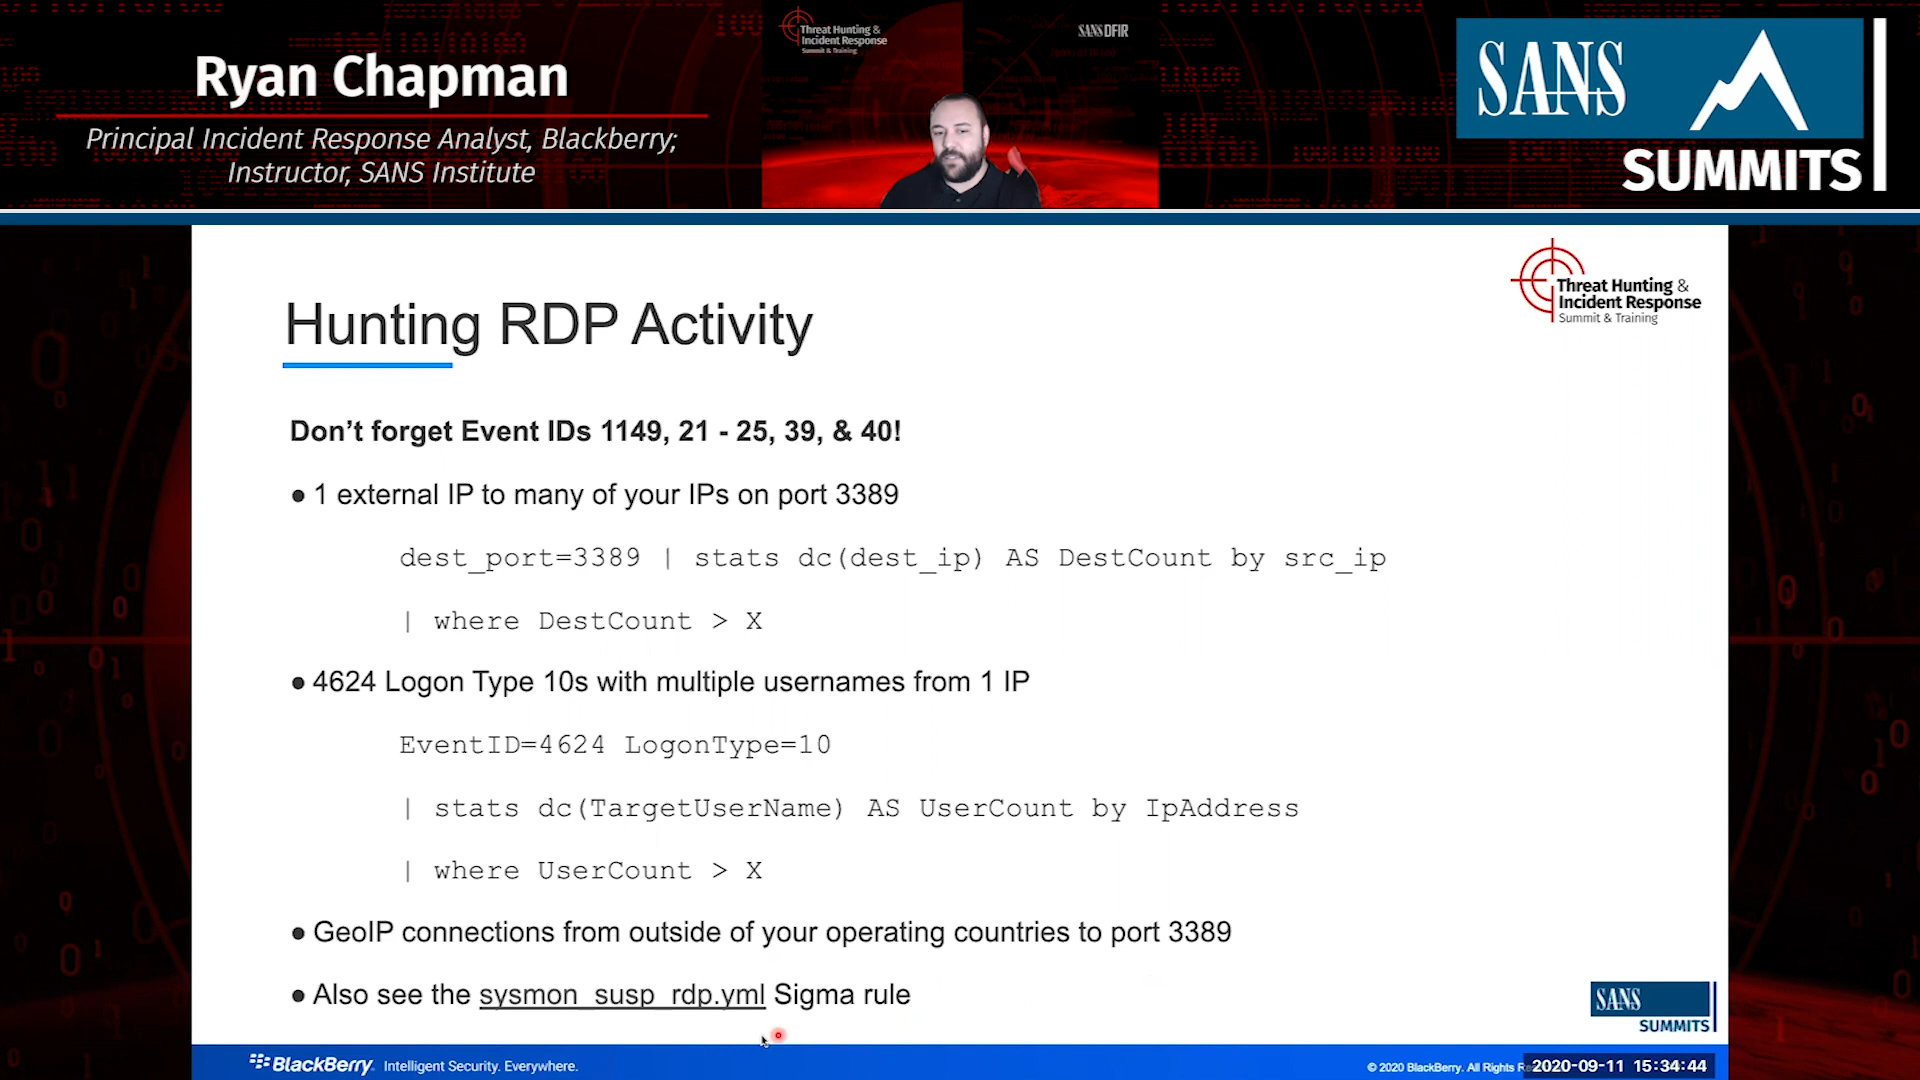 Ryan Chapman
Principal Incident Response Analyst, Blackberry;
Instructor, SANS Institute
Threat Hunting &
Incident Response
Summit & Training
SANS DFIR
SANS
SUMMITS
Threat Hunting &
Incident Response
Summit & Training
Hunting RDP Activity
Don’t forget Event IDs 1149, 21 - 25, 39, & 40!
● 1 external IP to many of your IPs on port 3389
dest_port=3389 | stats dc(dest_ip) AS DestCount by src_ip
| where DestCount > X
● 4624 Logon Type 10s with multiple usernames from 1 IP
EventID=4624 LogonType=10
| stats dc(TargetUserName) AS UserCount by IpAddress
| where UserCount > X
● GeoIP connections from outside of your operating countries to port 3389
● Also see the sysmon_susp_rdp.yml Sigma rule
SANS
SUMMITS
BlackBerry. Intelligent Security. Everywhere.
© 2020 BlackBerry. All Rights 2020-09-11 15:34:44